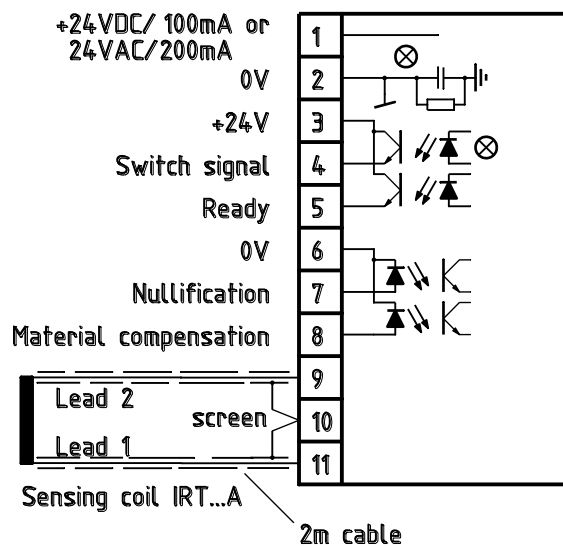 +24VDC/ 100mA or
24VAC/200mA
1
0V
2
+24V
3
Switch signal
4
Ready
5
0V
6
Nullification
7
Material compensation
8
9
Lead 2
screen
10
Lead 1
11
Sensing coil IRT...A
2m cable